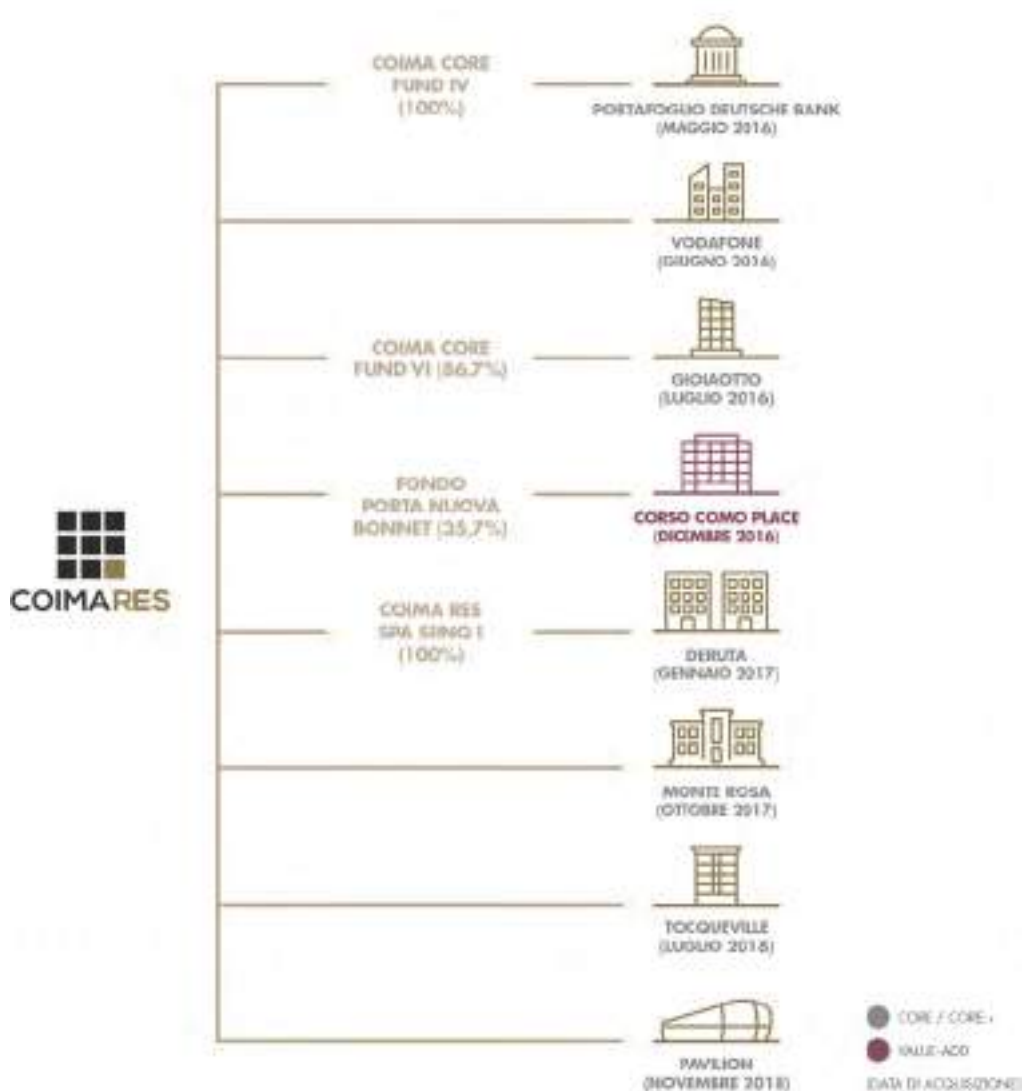 COIMA CORE
FUND IV
(100%)
PORTAFOGLIO DEUTSCHE BANK
(MAGGIO 2016)
VODAFONE
(GIUGNO 2016)
COIMA CORE
FUND VI (86,7%)
GIOIAOTTO
(LUGLIO 2016)
FONDO
PORTA NUOVA
BONNET (35,7%)
CORSO COMO PLACE
(DICEMBRE 2016)
COIMARES
COIMA RES
SPA SIINQ I
(100%)
DERUTA
(GENNAIO 2017)
MONTE ROSA
(OTTOBRE 2017)
TOCQUEVILLE
(LUGLIO 2018)
PAVILION
(NOVEMBRE 2018)
CORE / CORE +
VALUE-ADD
(DATA DI ACQUISIZIONE)